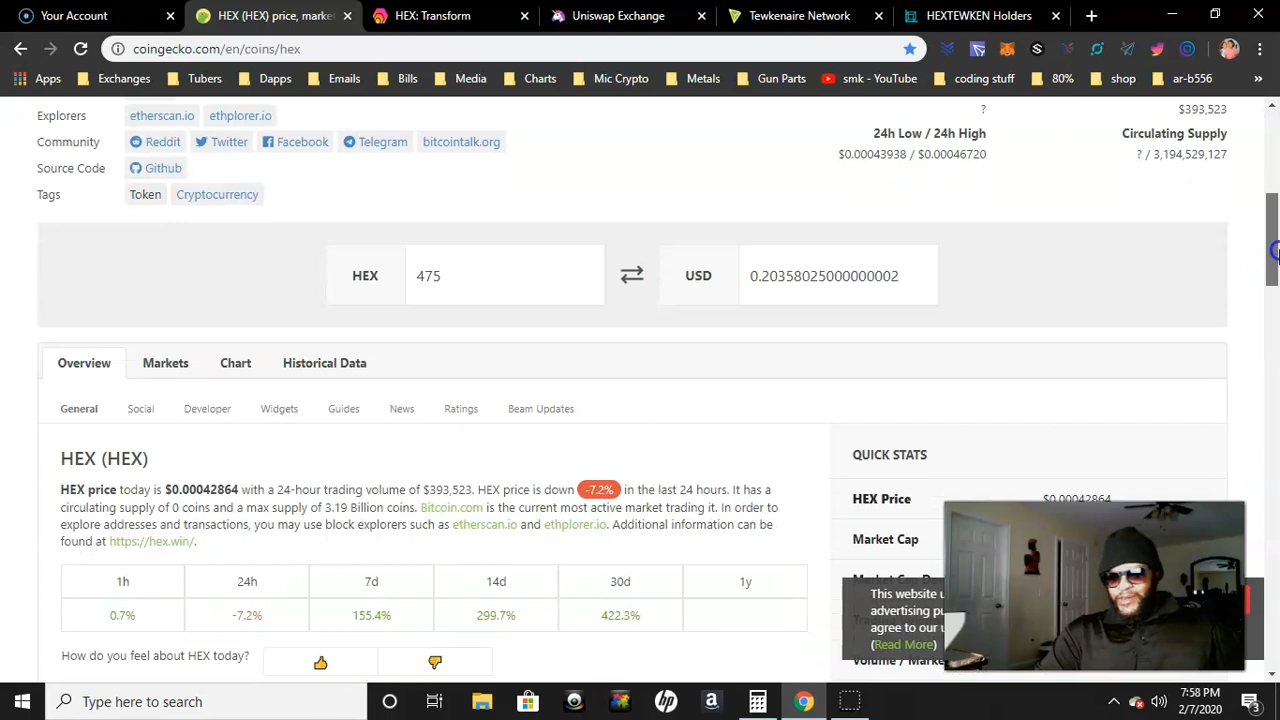 Your Account
HEX (HEX) price, market
HEX: Transform
Uniswap Exchange
Tewkenaire Network
HEXTEWKEN Holders
coingecko.com/en/coins/hex
Apps Exchanges Tubers Dapps Emails Bills Media Charts Mic Crypto Metals Gun Parts smk - YouTube coding stuff 80% shop ar-b556 »
Explorers etherscan.io ethplorer.io
? $393,523
Community Reddit Twitter Facebook Telegram bitcointalk.org
24h Low / 24h High Circulating Supply
$0.00043938 / $0.00046720 ? / 3,194,529,127
Source Code Github
Tags Token Cryptocurrency
HEX 475 USD 0.20358025000000002
Overview Markets Chart Historical Data
General Social Developer Widgets Guides News Ratings Beam Updates
HEX (HEX)
HEX price today is $0.00042864 with a 24-hour trading volume of $393,523. HEX price is down -7.2% in the last 24 hours. It has a
circulating supply of 0 coins and a max supply of 3.19 Billion coins. Bitcoin.com is the current most active market trading it. In order to
explore addresses and transactions, you may use block explorers such as etherscan.io and ethplorer.io. Additional information can be
found at https://hex.win/.
1h 24h 7d 14d 30d 1y
0.7% -7.2% 155.4% 299.7% 422.3%
How do you feel about HEX today?
QUICK STATS
HEX Price $0.00042864
Market Cap
This website
advertising
agree to our
(Read More)
Volume /
Type here to search
7:58 PM
2/7/2020
3